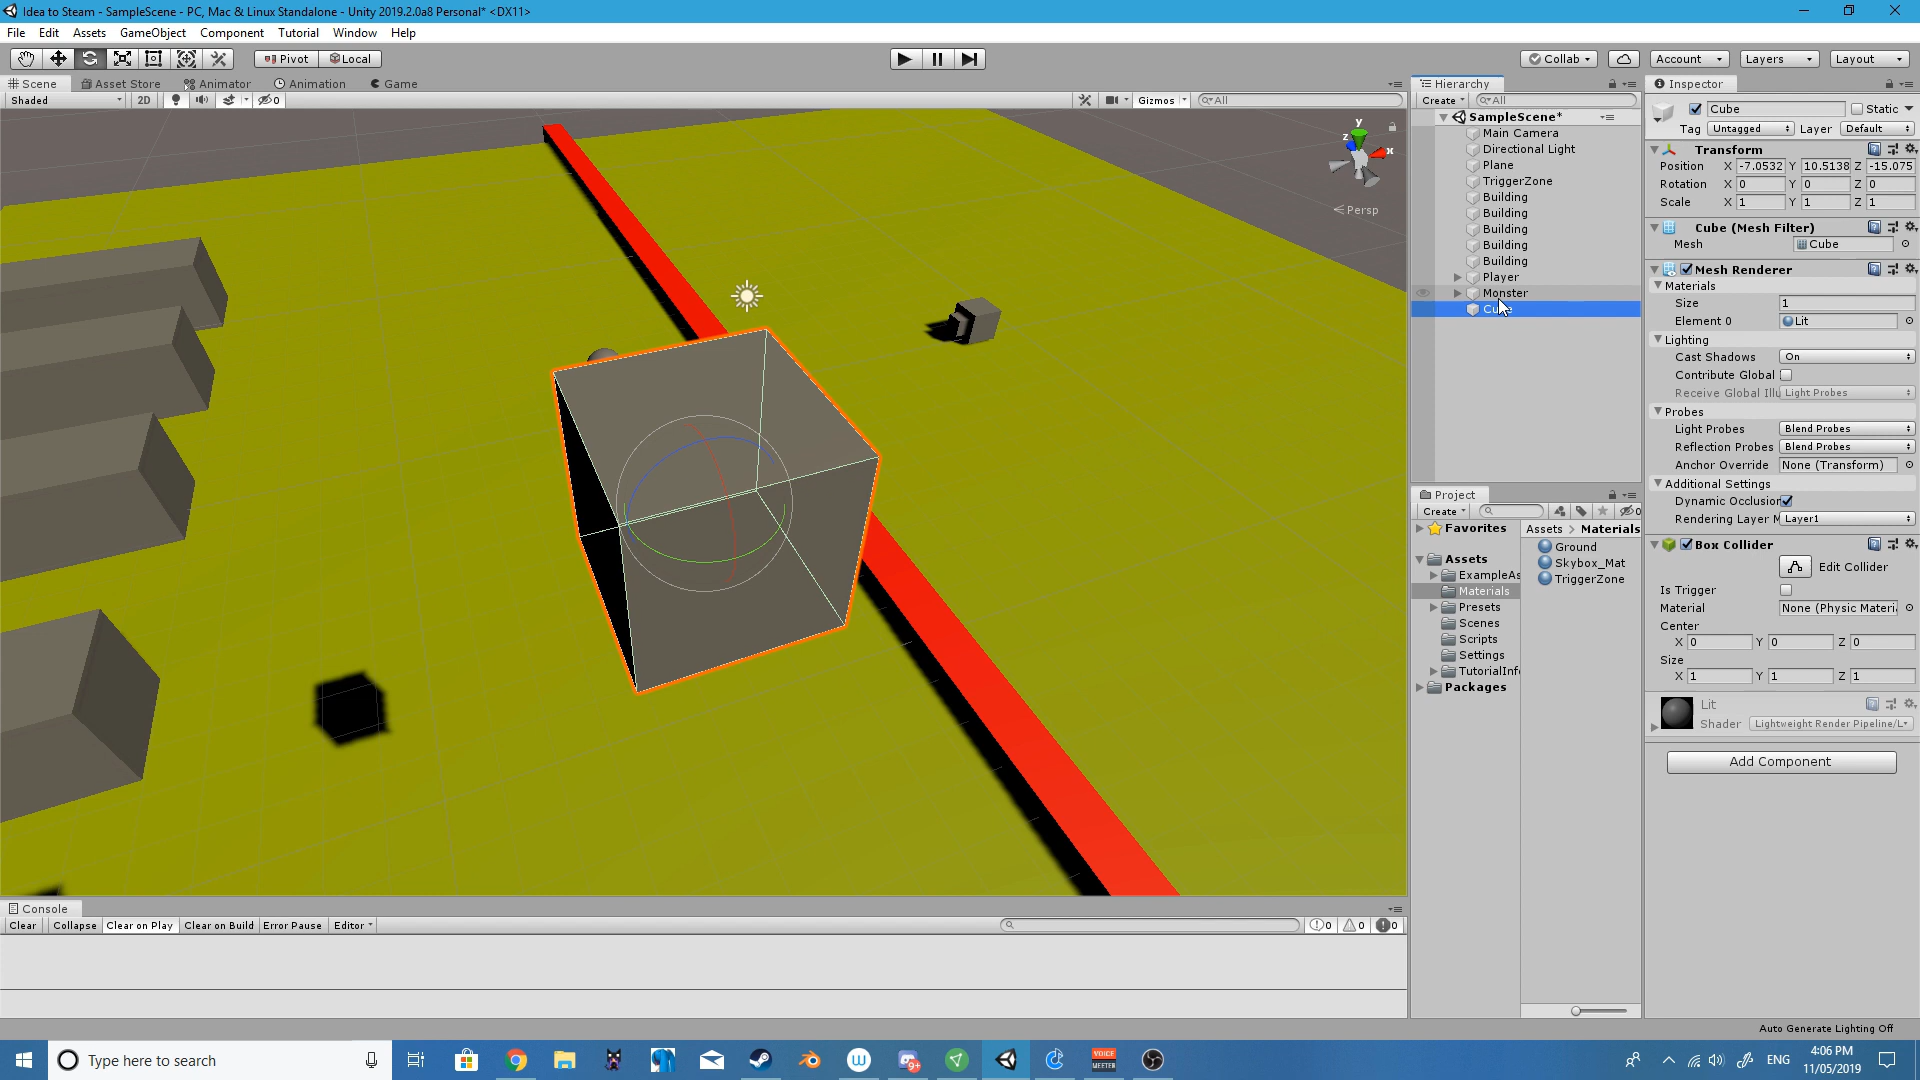 Idea to Steam - SampleScene - PC, Mac & Linux Standalone - Unity 2019.2.0a8 Personal* <DX11>
File Edit Assets GameObject Component Tutorial Window Help
Pivot Local Collab Account Layers Layout
Scene Asset Store Animator Animation Game
Shaded 2D 0 Gizmos All
y
z
x
Persp
Hierarchy
Create All
SampleScene*
Main Camera
Directional Light
Plane
TriggerZone
Building
Building
Building
Building
Building
Player
Monster
Project
Create 0
Favorites
Assets
ExampleAs
Materials
Presets
Scenes
Scripts
Settings
TutorialInfo
Packages
Assets > Materials
Ground
Skybox_Mat
TriggerZone
Inspector
Cube Static
Tag Untagged Layer Default
Transform
Position X -7.0532 Y 10.5138 Z -15.075
Rotation X 0 Y 0 Z 0
Scale X 1 Y 1 Z 1
Cube (Mesh Filter)
Mesh Cube
Mesh Renderer
Materials
Size 1
Element 0 Lit
Lighting
Cast Shadows On
Contribute Global
Receive Global Illu Light Probes
Probes
Light Probes Blend Probes
Reflection Probes Blend Probes
Anchor Override None (Transform)
Additional Settings
Dynamic Occlusion
Rendering Layer M Layer1
Box Collider
Edit Collider
Is Trigger
Material None (Physic Materi
Center
X 0 Y 0 Z 0
Size
X 1 Y 1 Z 1
Lit
Shader Lightweight Render Pipeline/L
Add Component
Console
Clear Collapse Clear on Play Clear on Build Error Pause Editor 0 0 0
Auto Generate Lighting Off
Type here to search
9+
VOICE
MEETER
ENG
4:06 PM
11/05/2019